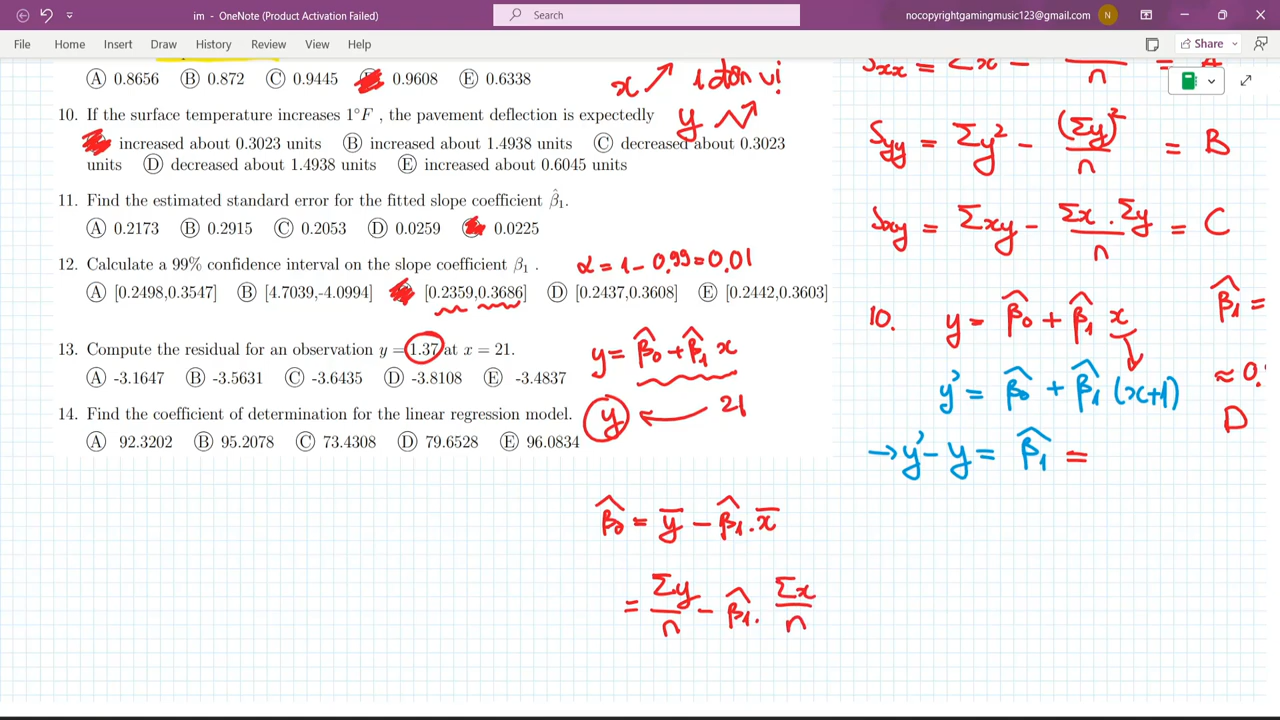 im - OneNote (Product Activation Failed)
Search
nocopyrightgamingmusic123@gmail.com
N
File Home Insert Draw History Review View Help
Share
A 0.8656 B 0.872 C 0.9445 0.9608 E 0.6338
x ↗ 1 đơn vị
10. If the surface temperature increases 1°F , the pavement deflection is expectedly
y
increased about 0.3023 units B increased about 1.4938 units C decreased about 0.3023
units D decreased about 1.4938 units E increased about 0.6045 units
11. Find the estimated standard error for the fitted slope coefficient β̂₁.
A 0.2173 B 0.2915 C 0.2053 D 0.0259 0.0225
12. Calculate a 99% confidence interval on the slope coefficient β₁ .
α = 1 - 0.99 = 0.01
A [0.2498,0.3547] B [4.7039,-4.0994] [0.2359,0.3686] D [0.2437,0.3608] E [0.2442,0.3603]
13. Compute the residual for an observation y = 1.37 at x = 21.
y = β̂₀ + β̂₁ x
A -3.1647 B -3.5631 C -3.6435 D -3.8108 E -3.4837
y ← 21
14. Find the coefficient of determination for the linear regression model.
A 92.3202 B 95.2078 C 73.4308 D 79.6528 E 96.0834
β̂₀ = ȳ - β̂₁ . x̄
= Σy/n - β̂₁ . Σx/n
Syy = Σy² - (Σy)²/n = B
Sxy = Σxy - Σx . Σy/n = C
10. y = β̂₀ + β̂₁ x
β̂₁ =
y' = β̂₀ + β̂₁ (x+1)
≈ 0.
D
→ y' - y = β̂₁ =